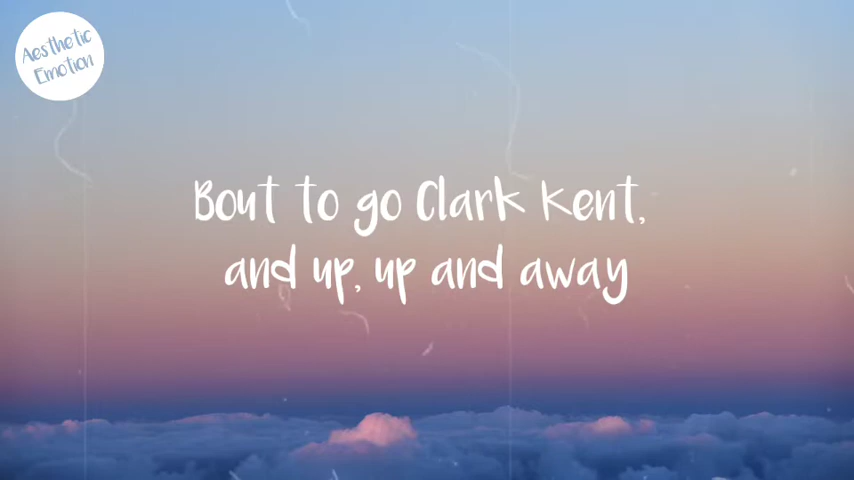 Aesthetic
Emotion
Bout to go Clark Kent,
and up, up and away